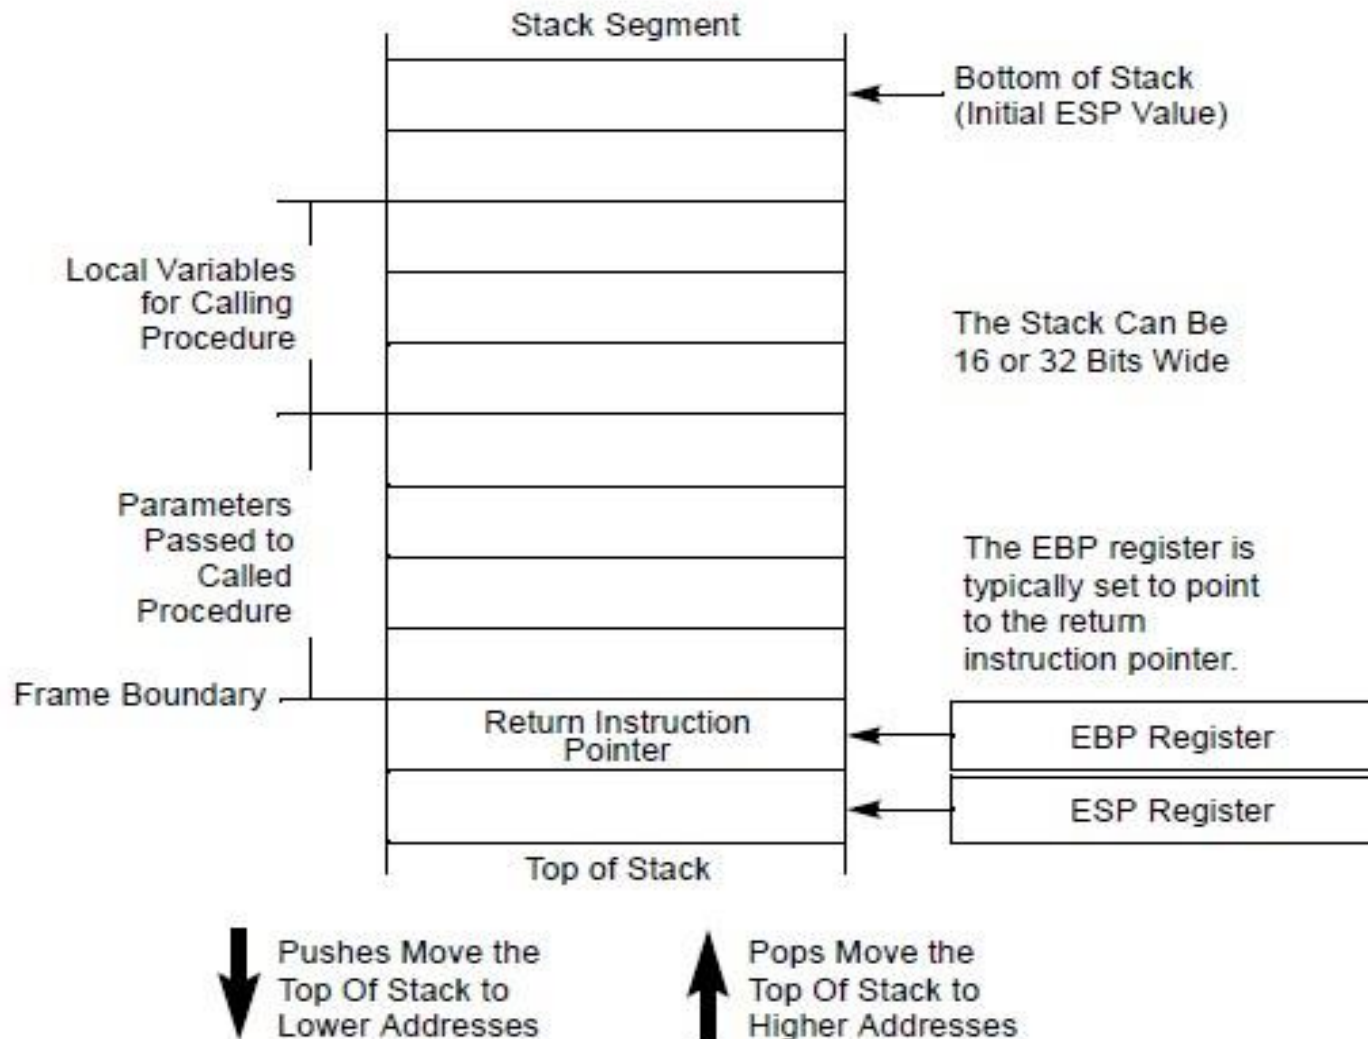 Stack Segment
Bottom of Stack
(Initial ESP Value)
Local Variables
for Calling
Procedure
The Stack Can Be
16 or 32 Bits Wide
Parameters
Passed to
Called
Procedure
The EBP register is
typically set to point
to the return
instruction pointer.
Frame Boundary
Return Instruction
Pointer
EBP Register
ESP Register
Top of Stack
Pushes Move the
Top Of Stack to
Lower Addresses
Pops Move the
Top Of Stack to
Higher Addresses